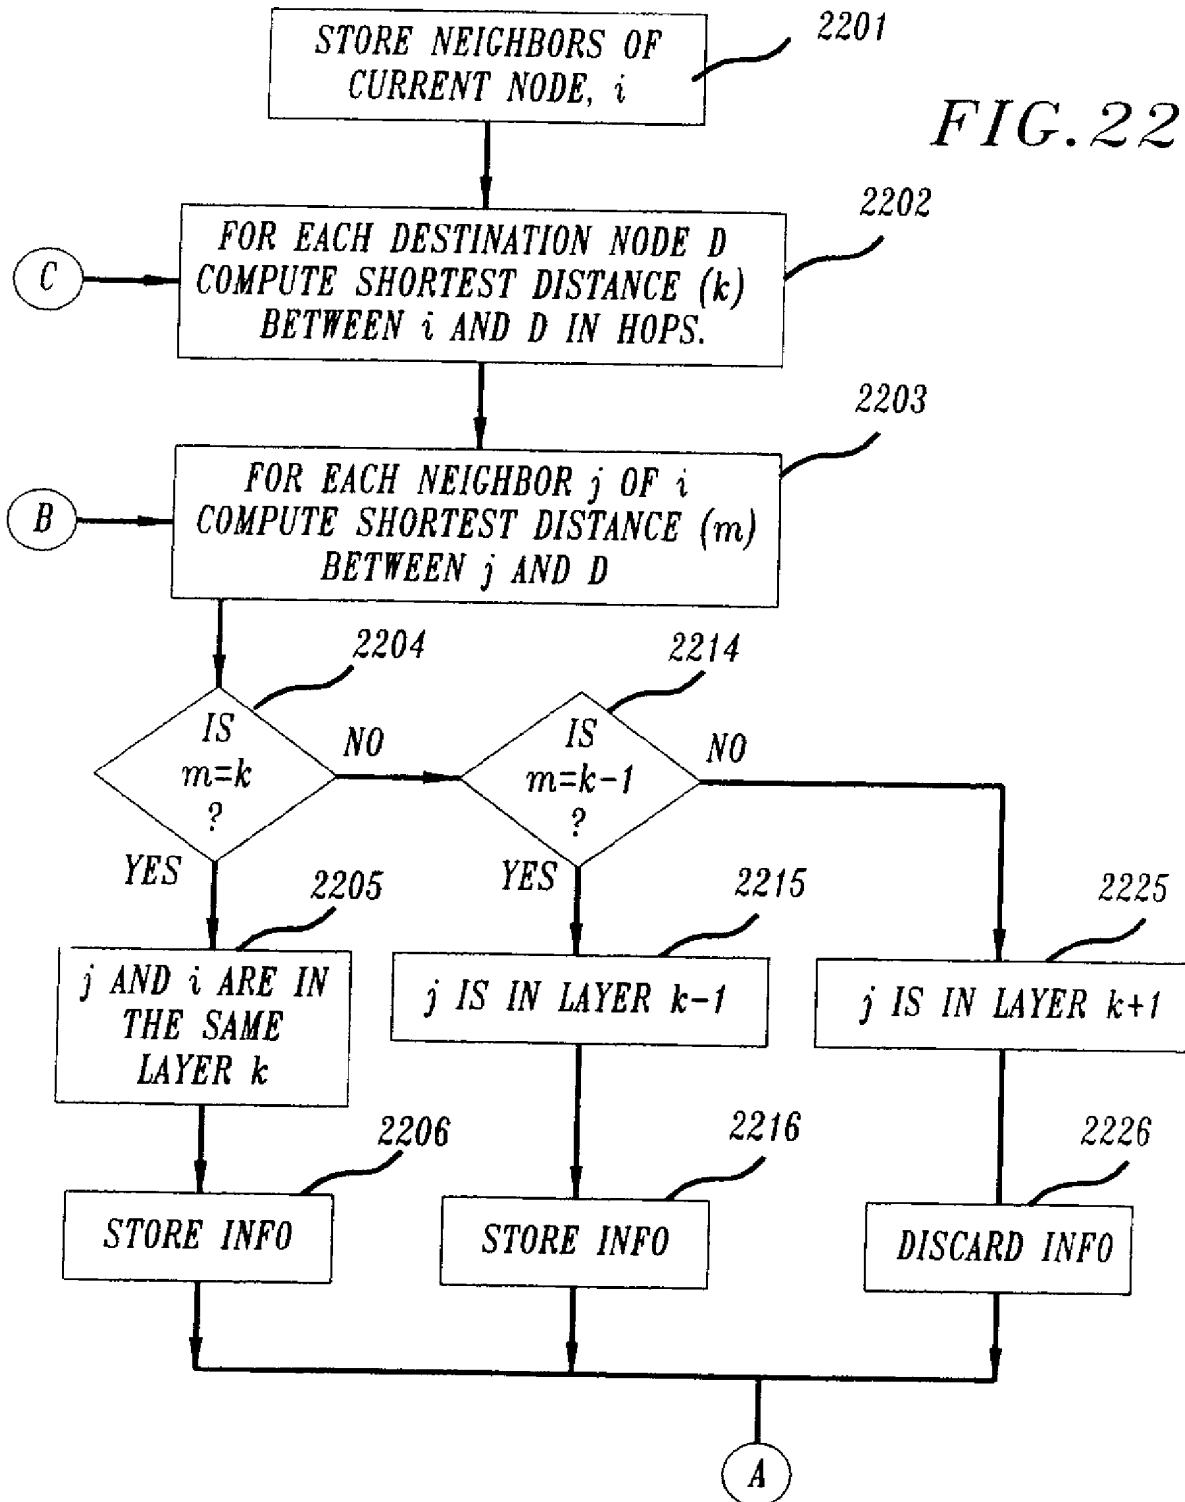 STORE NEIGHBORS OF
CURRENT NODE, i
2201
FIG.22
2202
FOR EACH DESTINATION NODE D
COMPUTE SHORTEST DISTANCE (k)
BETWEEN i AND D IN HOPS.
C
2203
FOR EACH NEIGHBOR j OF i
COMPUTE SHORTEST DISTANCE (m)
BETWEEN j AND D
B
2204
2214
IS
m=k
?
NO
IS
m=k-1
?
NO
YES
YES
2205
2215
2225
j AND i ARE IN
THE SAME
LAYER k
j IS IN LAYER k-1
j IS IN LAYER k+1
2206
2216
2226
STORE INFO
STORE INFO
DISCARD INFO
A